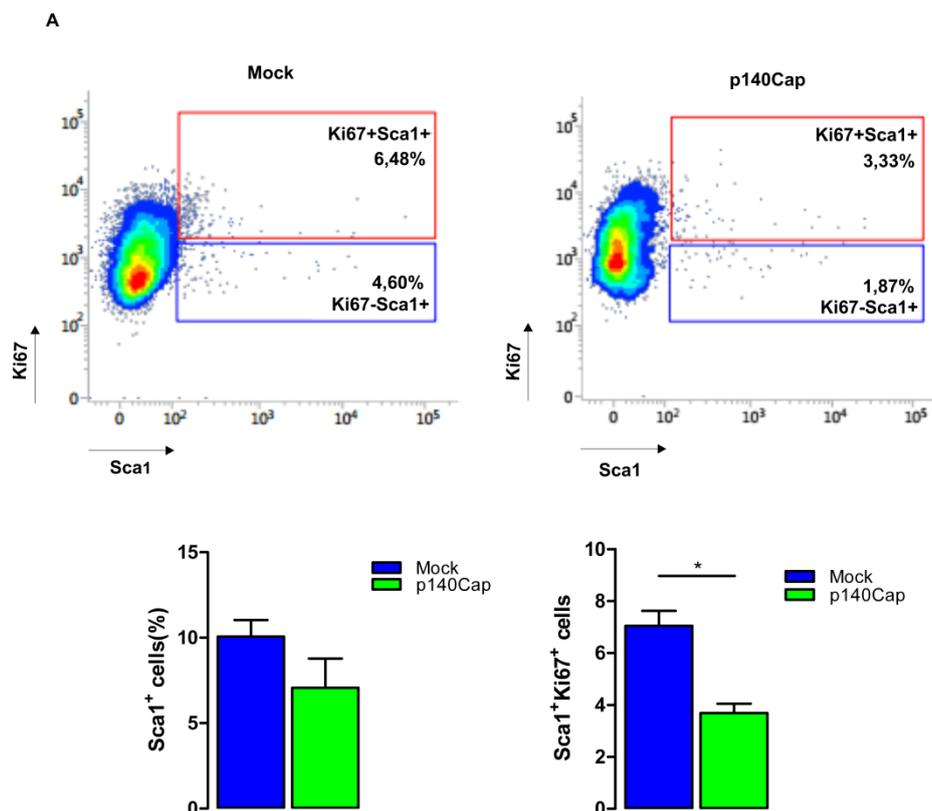 A
Mock
10⁵
10⁴
10³
10²
0
Ki67+Sca1+
6,48%
4,60%
Ki67-Sca1+
Ki67
0
10²
10³
10⁴
10⁵
Sca1
p140Cap
10⁵
10⁴
10³
10²
0
Ki67+Sca1+
3,33%
1,87%
Ki67-Sca1+
Ki67
0
10²
10³
10⁴
10⁵
Sca1
15
10
5
0
Sca1⁺ cells(%)
Mock
p140Cap
10
8
6
4
2
0
Sca1⁺Ki67⁺ cells
*
Mock
p140Cap